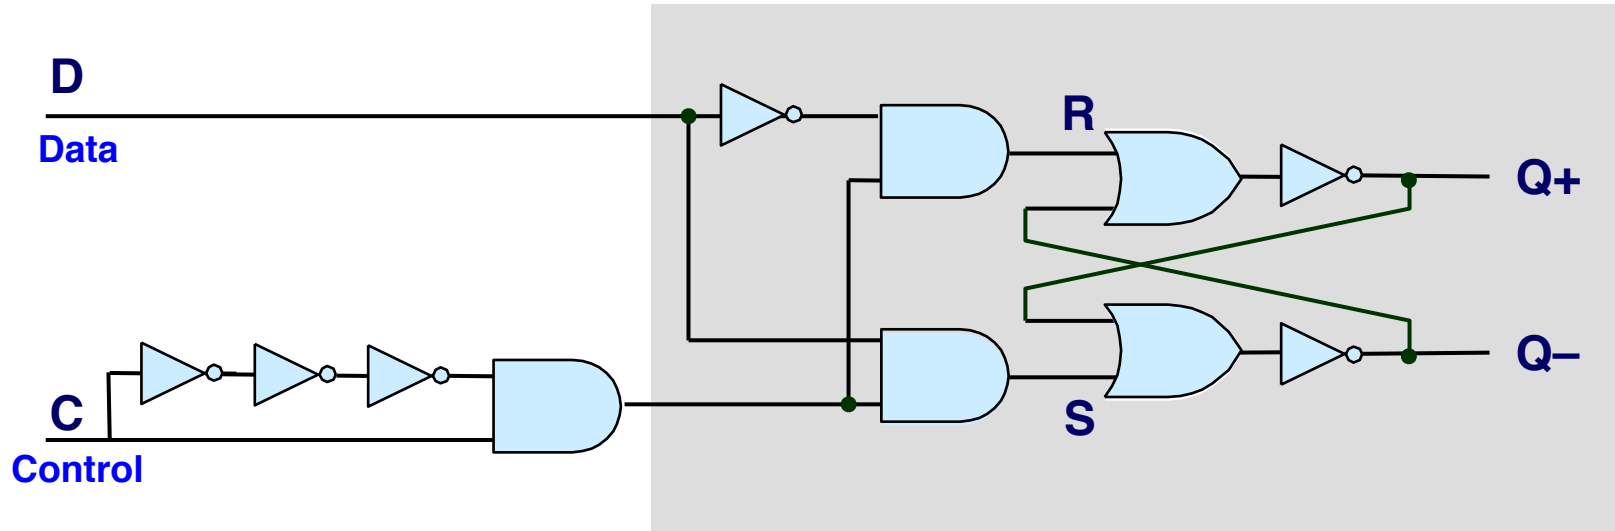 D
Data
R
Q+
C
Control
S
Q–